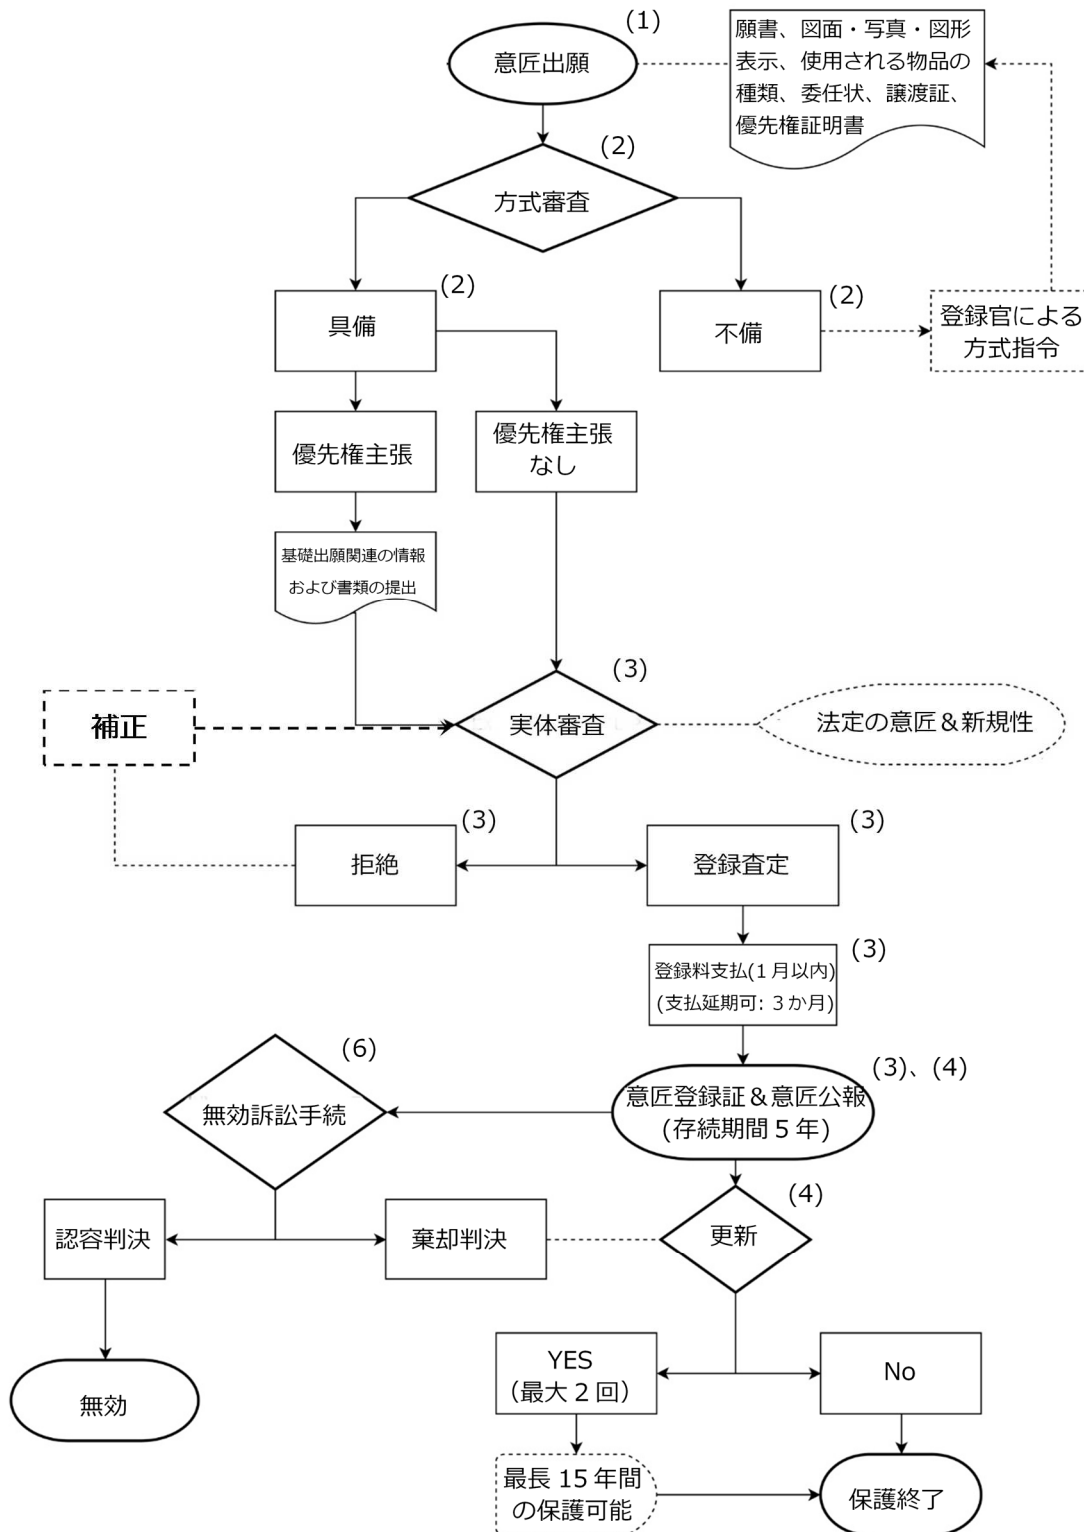 (1)
意匠出願
願書、図面・写真・図形
表示、使用される物品の
種類、委任状、譲渡証、
優先権証明書
(2)
方式審査
(2)
具備
(2)
不備
登録官による
方式指令
優先権主張
優先権主張
なし
基礎出願関連の情報
および書類の提出
(3)
実体審査
補正
法定の意匠＆新規性
(3)
拒絶
(3)
登録査定
(3)
登録料支払(1月以内)
(支払延期可: 3か月)
(6)
無効訴訟手続
(3)、(4)
意匠登録証＆意匠公報
(存続期間5年)
(4)
更新
認容判決
棄却判決
無効
YES
（最大2回）
No
最長 15年間
の保護可能
保護終了